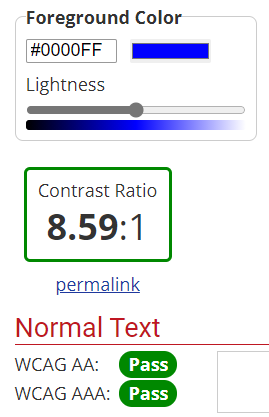 Foreground Color
#0000FF
Lightness
Contrast Ratio
8.59:1
permalink
Normal Text
WCAG AA: Pass
WCAG AAA: Pass